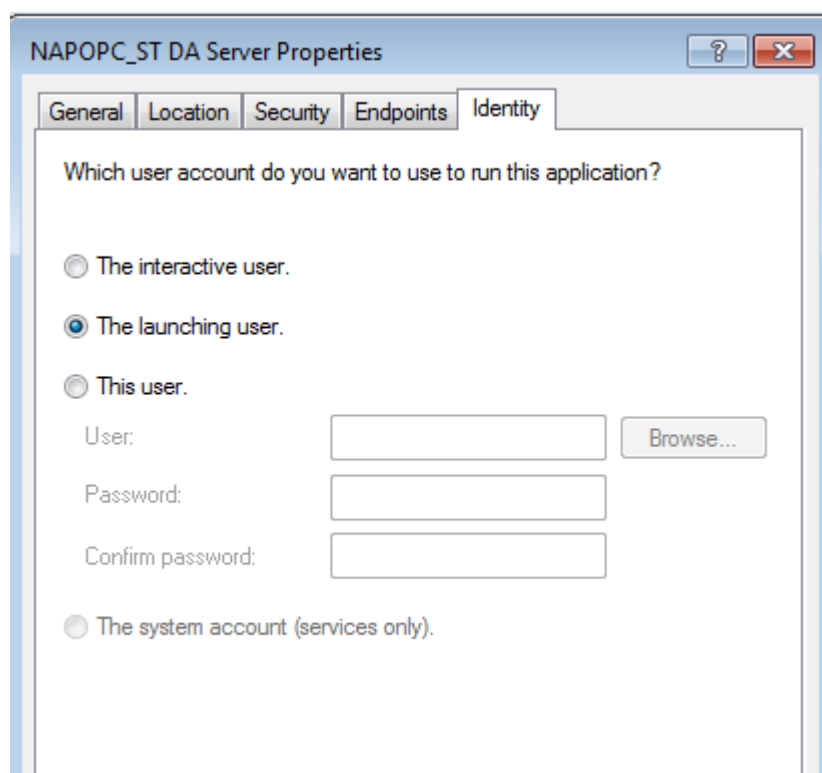 NAPOPC_ST DA Server Properties
General Location Security Endpoints Identity
Which user account do you want to use to run this application?
The interactive user.
The launching user.
This user.
User:
Browse...
Password:
Confirm password:
The system account (services only).